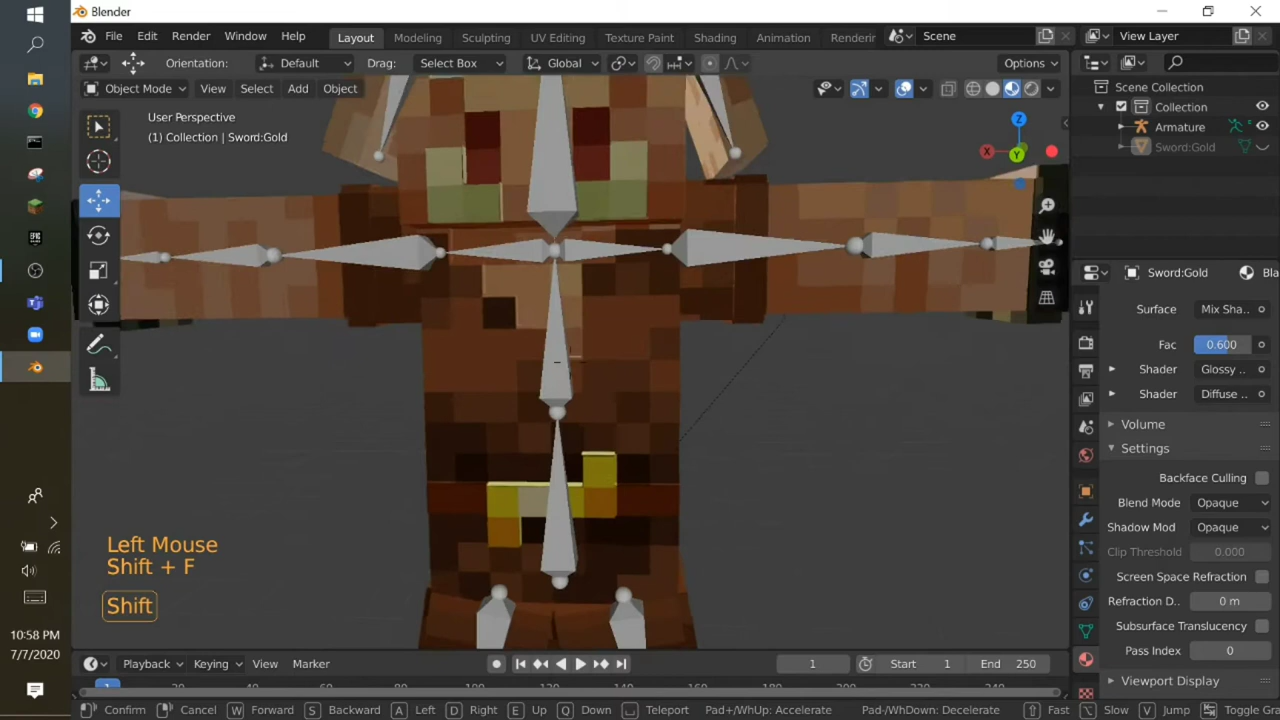 Blender
File Edit Render Window Help Layout Modeling Sculpting UV Editing Texture Paint Shading Animation Renderin Scene View Layer
Orientation: Default Drag: Select Box Global Options
Object Mode View Select Add Object
User Perspective
(1) Collection | Sword:Gold
Z
X
Y
Scene Collection
Collection
Armature
Sword:Gold
Sword:Gold Bla
Surface Mix Sha..
Fac 0.600
Shader Glossy ..
Shader Diffuse ..
Volume
Settings
Backface Culling
Blend Mode Opaque
Shadow Mod Opaque
Clip Threshold 0.000
Screen Space Refraction
Refraction D.. 0 m
Subsurface Translucency
Pass Index 0
Viewport Display
EPIC
Left Mouse
Shift + F
Shift
10:58 PM
7/7/2020
Playback Keying View Marker 1 Start 1 End 250
1
Confirm Cancel W Forward S Backward A Left D Right E Up Q Down Teleport Pad+/WhUp: Accelerate Pad-/WhDown: Decelerate Fast Slow V Jump Toggle Gra